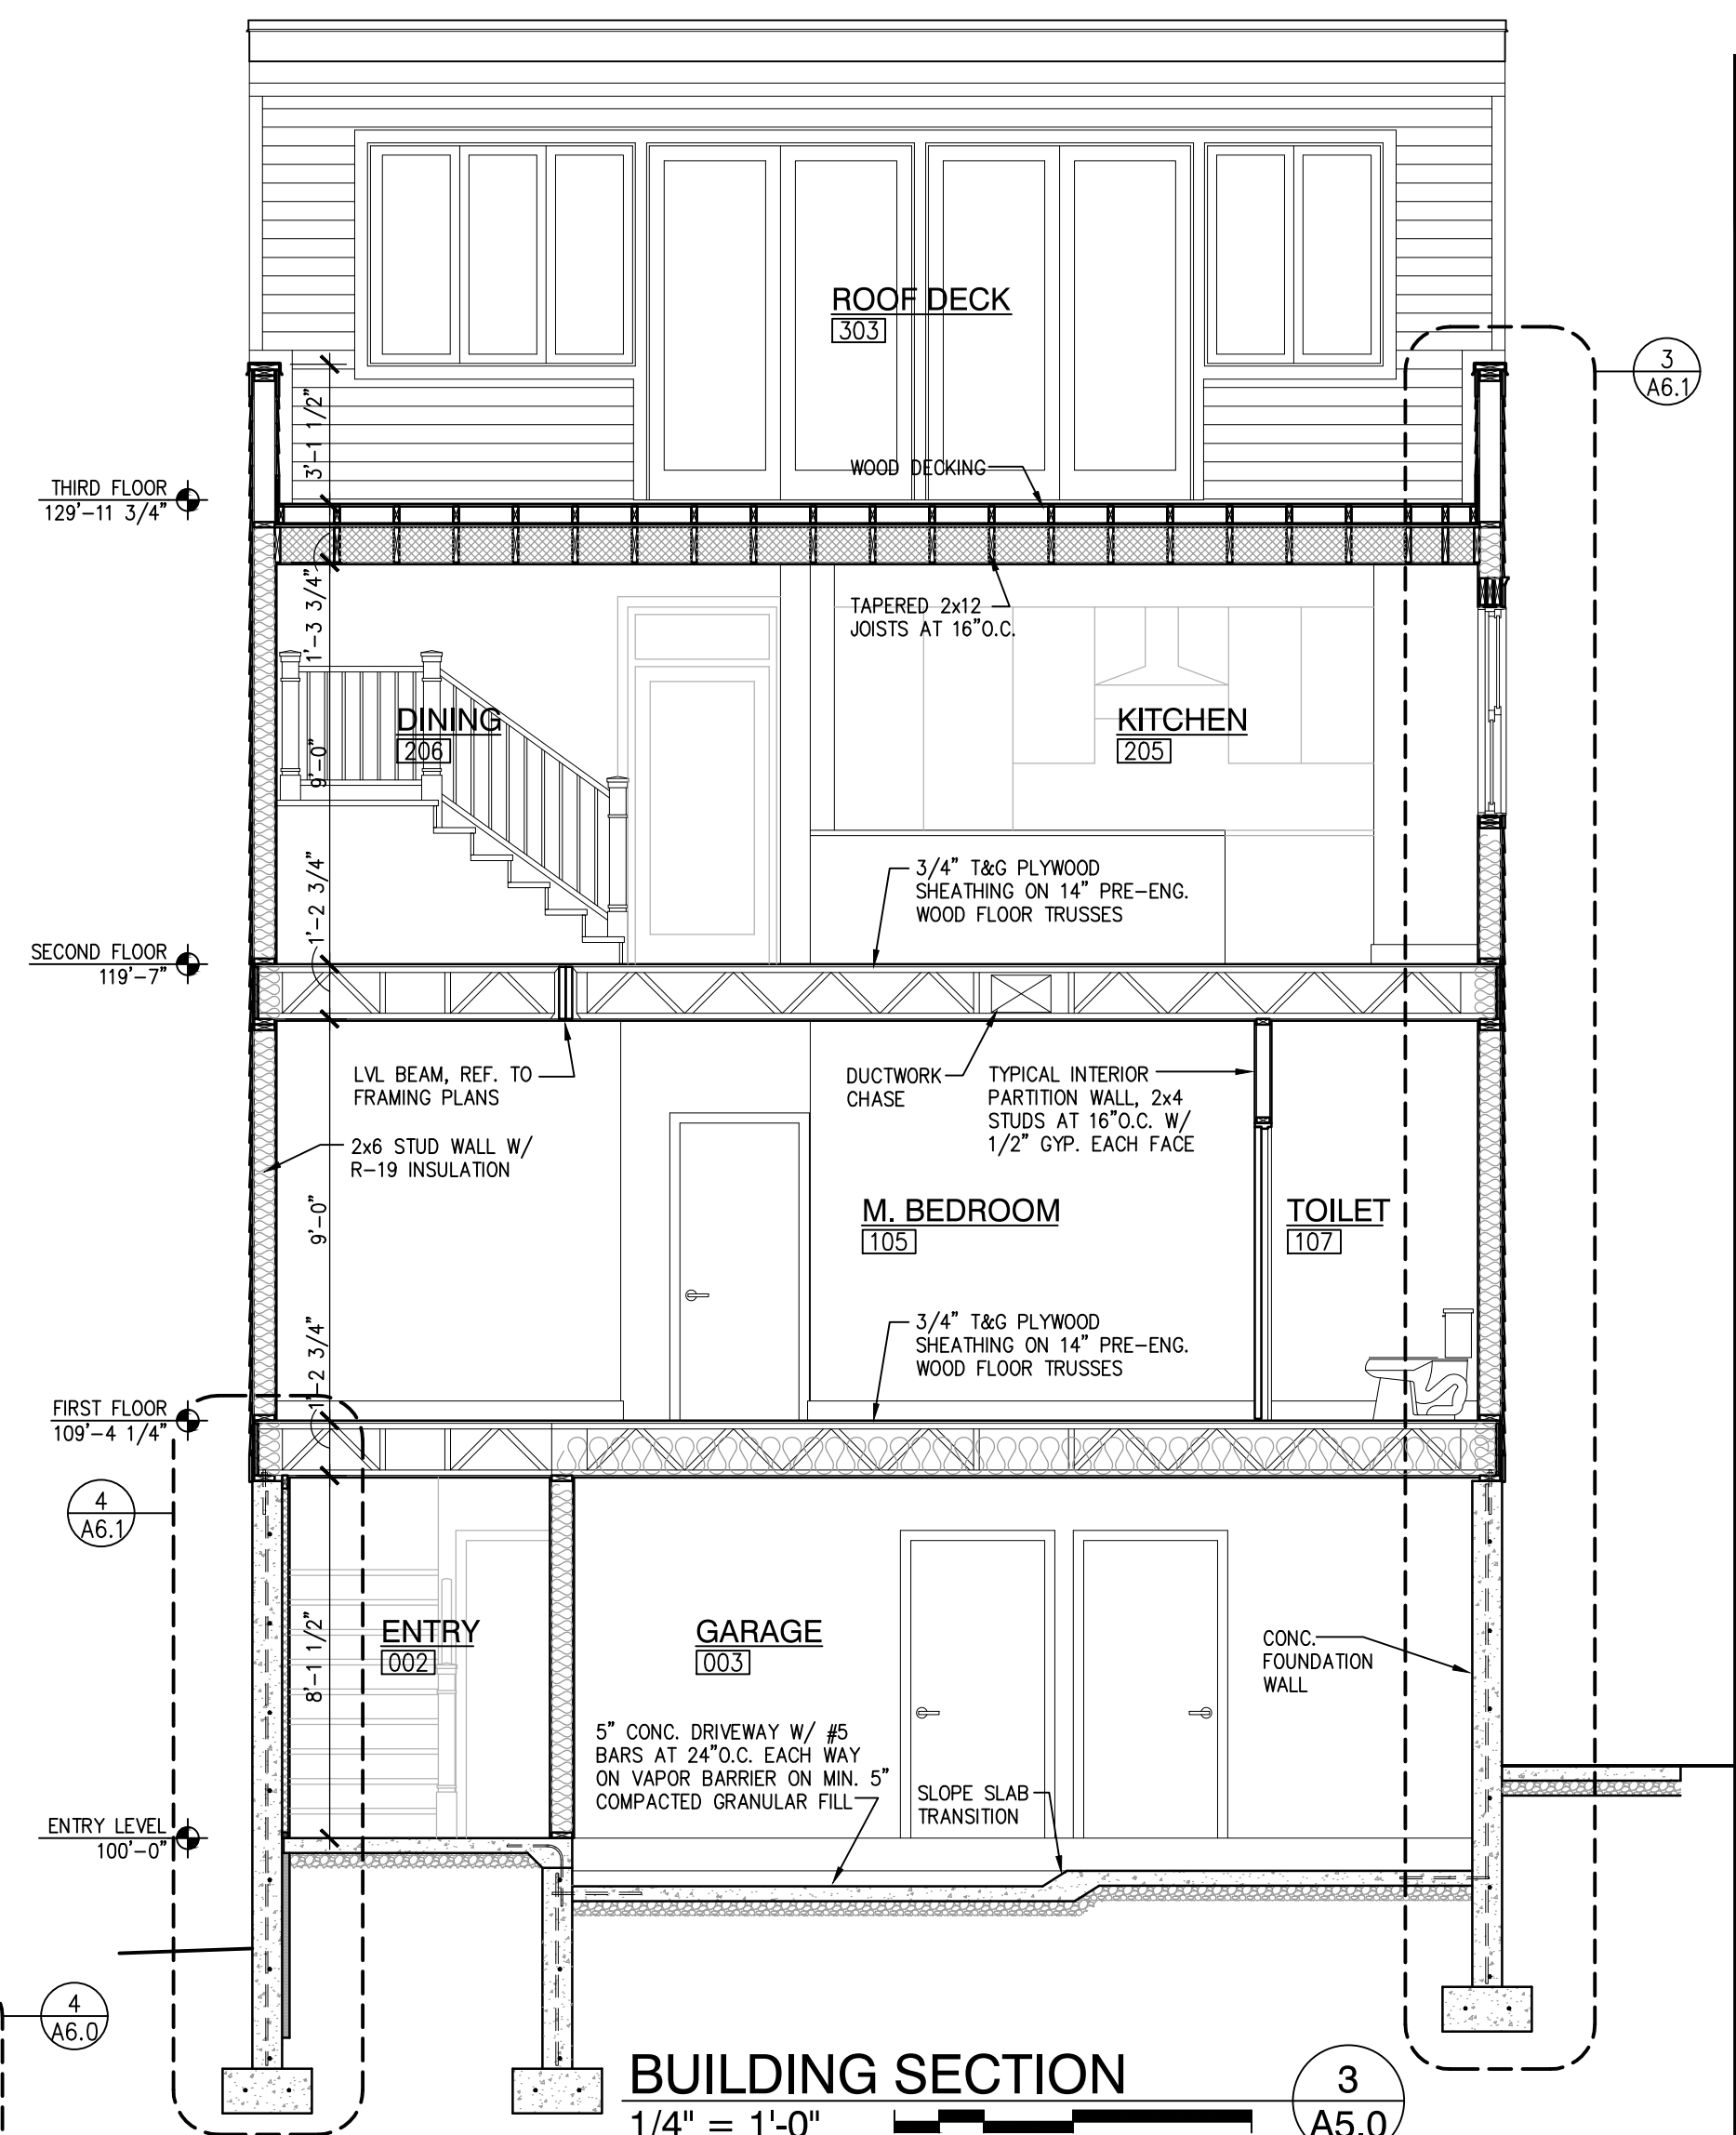 ROOF DECK
303
3
A6.1
3'-1 1/2"
WOOD DECKING
THIRD FLOOR
129'-11 3/4"
1'-3 3/4"
TAPERED 2x12
JOISTS AT 16"O.C.
DINING
206
KITCHEN
205
9'-0"
1'-2 3/4"
3/4" T&G PLYWOOD
SHEATHING ON 14" PRE-ENG.
WOOD FLOOR TRUSSES
SECOND FLOOR
119'-7"
LVL BEAM, REF. TO
FRAMING PLANS
DUCTWORK
CHASE
TYPICAL INTERIOR
PARTITION WALL, 2x4
STUDS AT 16"O.C. W/
1/2" GYP. EACH FACE
2x6 STUD WALL W/
R-19 INSULATION
9'-0"
M. BEDROOM
105
TOILET
107
1'-2 3/4"
3/4" T&G PLYWOOD
SHEATHING ON 14" PRE-ENG.
WOOD FLOOR TRUSSES
FIRST FLOOR
109'-4 1/4"
4
A6.1
8'-1 1/2"
ENTRY
002
GARAGE
003
CONC.
FOUNDATION
WALL
5" CONC. DRIVEWAY W/ #5
BARS AT 24"O.C. EACH WAY
ON VAPOR BARRIER ON MIN. 5"
COMPACTED GRANULAR FILL
SLOPE SLAB
TRANSITION
ENTRY LEVEL
100'-0"
4
A6.0
BUILDING SECTION
1/4" = 1'-0"
3
A5.0